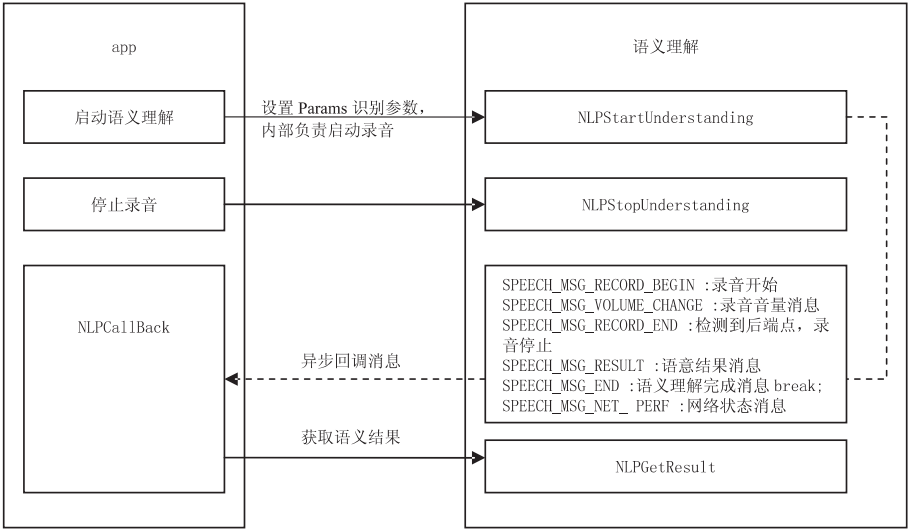 app
语义理解
启动语义理解
设置 Params 识别参数，
内部负责启动录音
NLPStartUnderstanding
停止录音
NLPStopUnderstanding
NLPCallBack
异步回调消息
SPEECH_MSG_RECORD_BEGIN :录音开始
SPEECH_MSG_VOLUME_CHANGE :录音音量消息
SPEECH_MSG_RECORD_END :检测到后端点，录
音停止
SPEECH_MSG_RESULT :语意结果消息
SPEECH_MSG_END :语义理解完成消息 break;
SPEECH_MSG_NET_ PERF :网络状态消息
获取语义结果
NLPGetResult